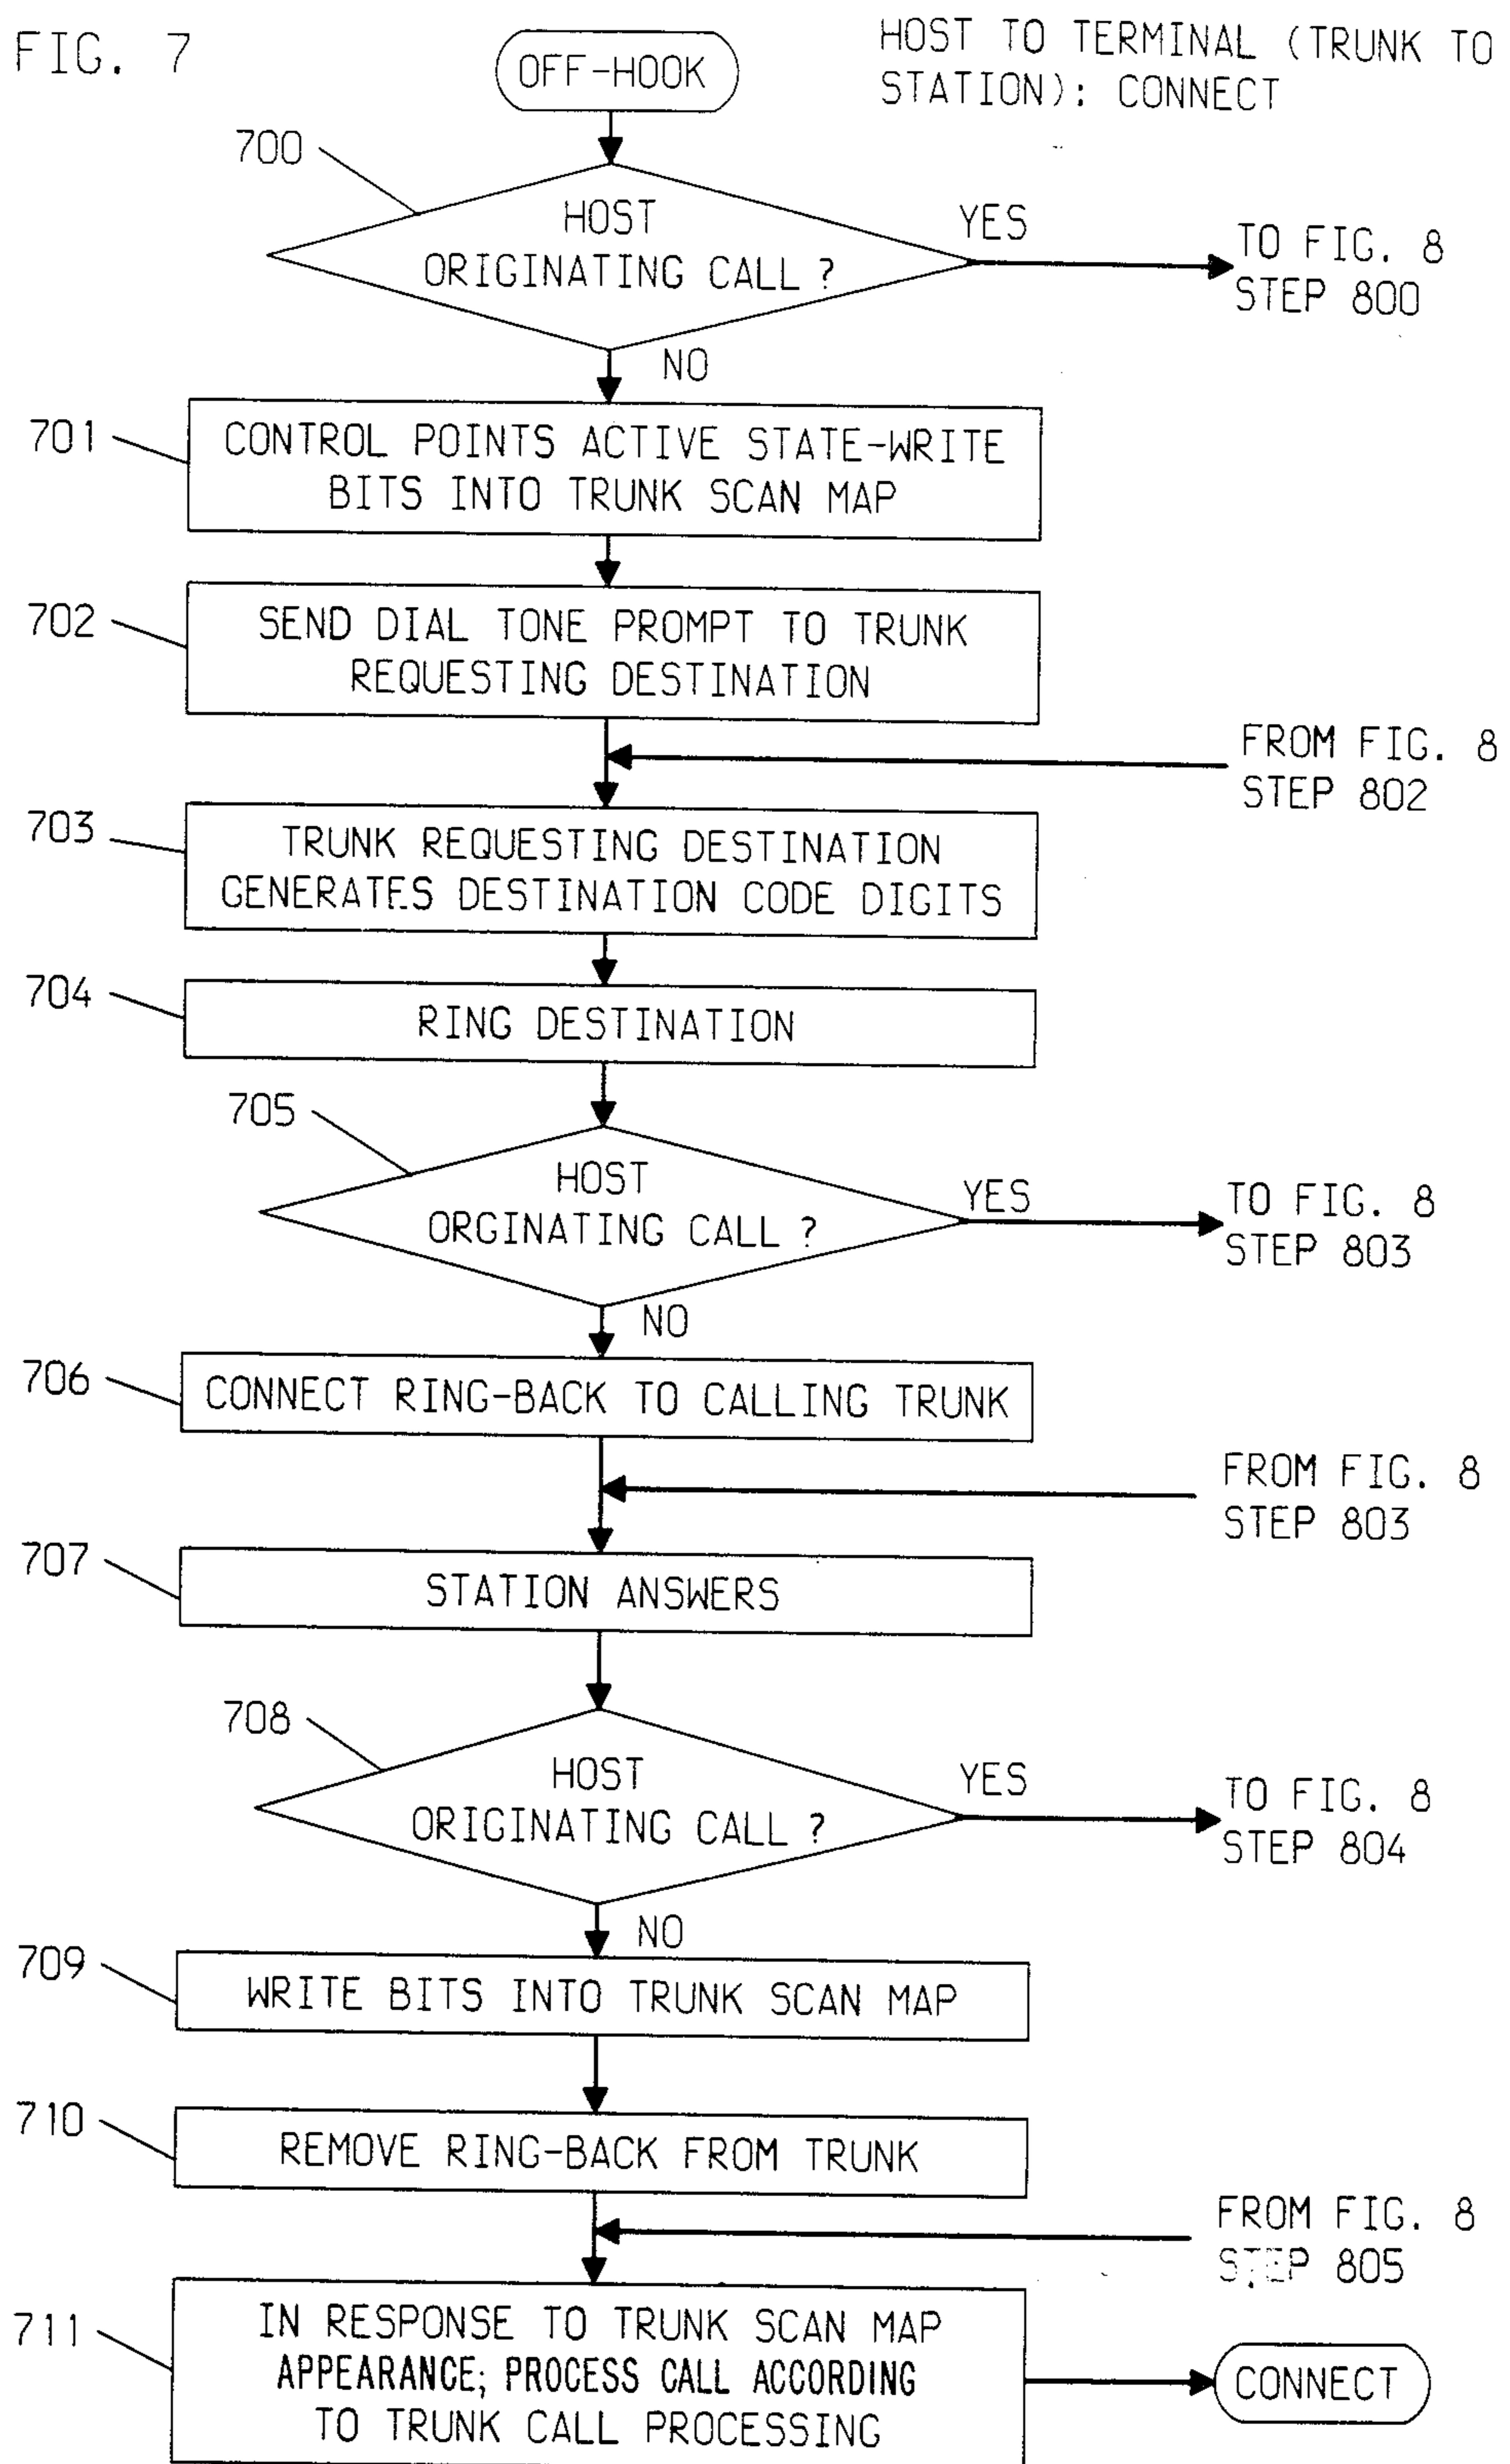 FIG. 7
HOST TO TERMINAL (TRUNK TO
STATION): CONNECT
OFF-HOOK
700
HOST
ORIGINATING CALL ?
YES
TO FIG. 8
STEP 800
NO
701
CONTROL POINTS ACTIVE STATE-WRITE
BITS INTO TRUNK SCAN MAP
702
SEND DIAL TONE PROMPT TO TRUNK
REQUESTING DESTINATION
FROM FIG. 8
STEP 802
703
TRUNK REQUESTING DESTINATION
GENERATES DESTINATION CODE DIGITS
704
RING DESTINATION
705
HOST
ORGINATING CALL ?
YES
TO FIG. 8
STEP 803
NO
706
CONNECT RING-BACK TO CALLING TRUNK
FROM FIG. 8
STEP 803
707
STATION ANSWERS
708
HOST
ORIGINATING CALL ?
YES
TO FIG. 8
STEP 804
NO
709
WRITE BITS INTO TRUNK SCAN MAP
710
REMOVE RING-BACK FROM TRUNK
FROM FIG. 8
STEP 805
711
IN RESPONSE TO TRUNK SCAN MAP
APPEARANCE; PROCESS CALL ACCORDING
TO TRUNK CALL PROCESSING
CONNECT